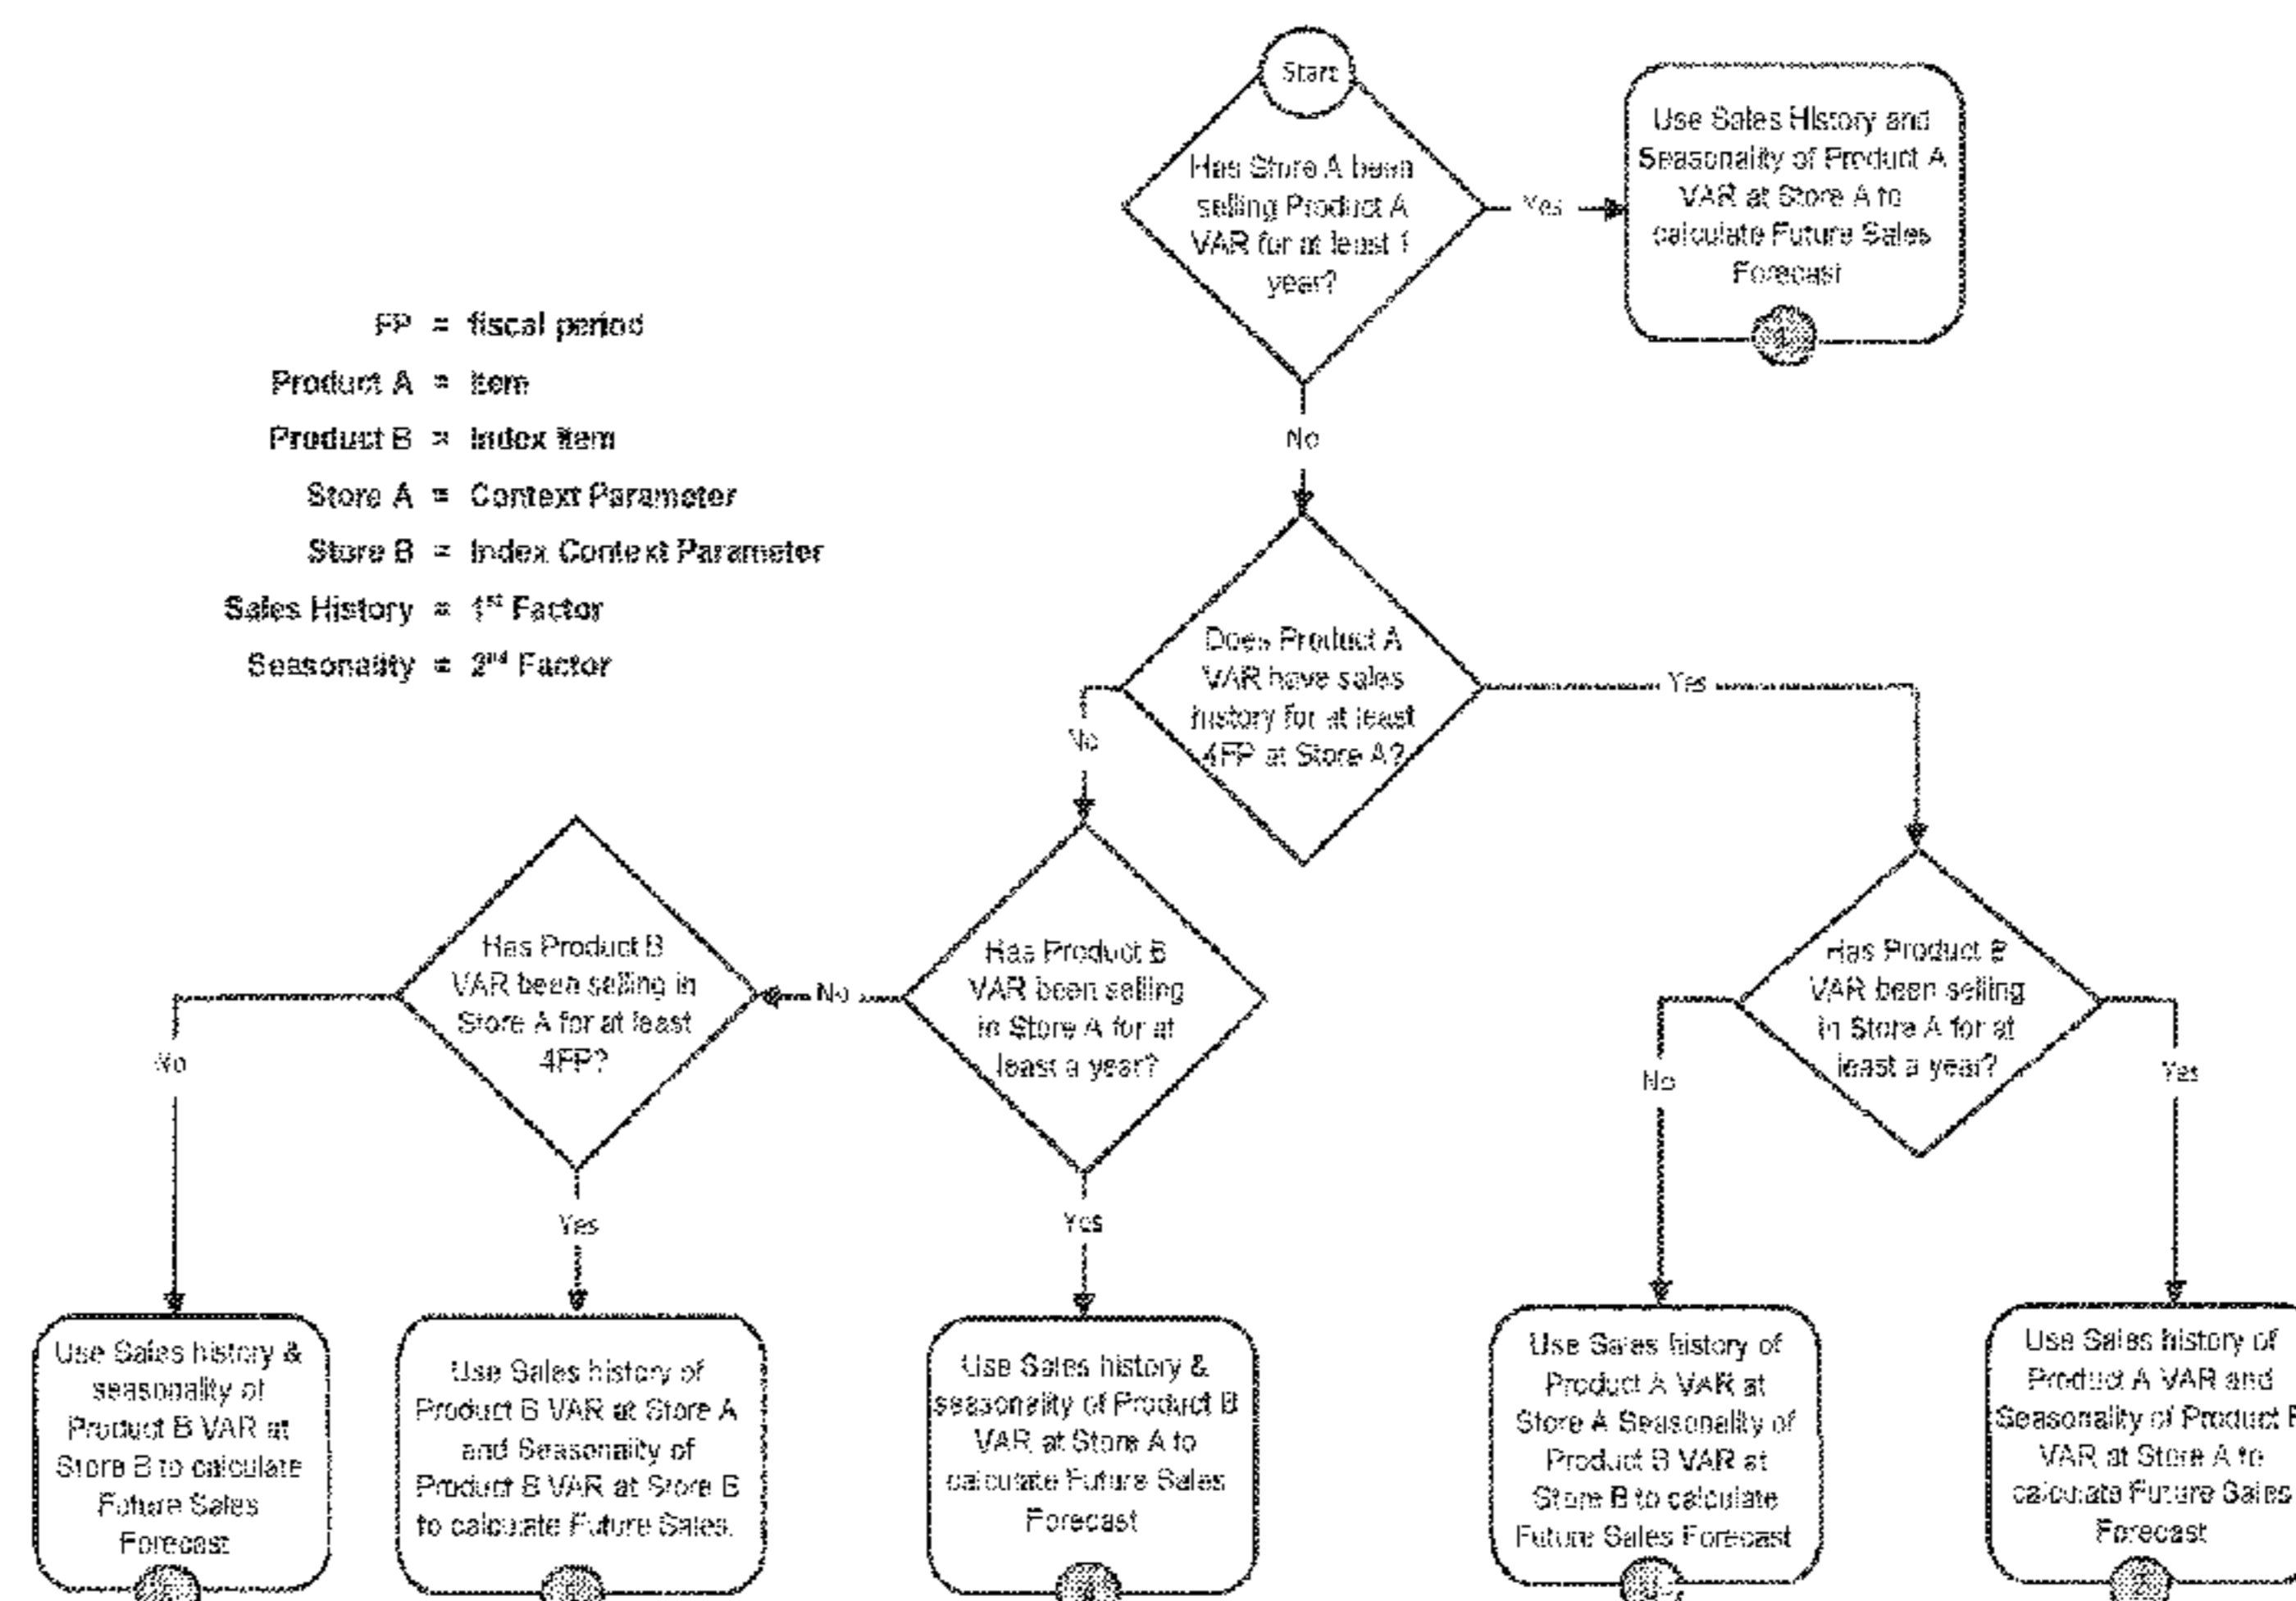 Start
Has Store A been
selling Product A
VAR for at least 1
year?
Yes
Use Sales History and
Seasonality of Product A
VAR at Store A to
calculate Future Sales
Forecast
1
No
FP = fiscal period
Product A = Item
Product B = Index Item
Store A = Context Parameter
Store B = Index Context Parameter
Sales History = 1st Factor
Seasonality = 2nd Factor
Does Product A
VAR have sales
history for at least
4FP at Store A?
No
Yes
Has Product B
VAR been selling in
Store A for at least
4FP?
No
Has Product B
VAR been selling
in Store A for at
least a year?
Has Product B
VAR been selling
in Store A for at
least a year?
No
Yes
Yes
No
Yes
Use Sales history &
seasonality of
Product B VAR at
Store B to calculate
Future Sales
Forecast
Use Sales history of
Product B VAR at Store A
and Seasonality of
Product B VAR at Store B
to calculate Future Sales.
5
Use Sales history &
seasonality of Product B
VAR at Store A to
calculate Future Sales
Forecast
Use Sales history of
Product A VAR at
Store A Seasonality of
Product B VAR at
Store B to calculate
Future Sales Forecast
Use Sales history of
Product A VAR and
Seasonality of Product B
VAR at Store A to
calculate Future Sales
Forecast
2